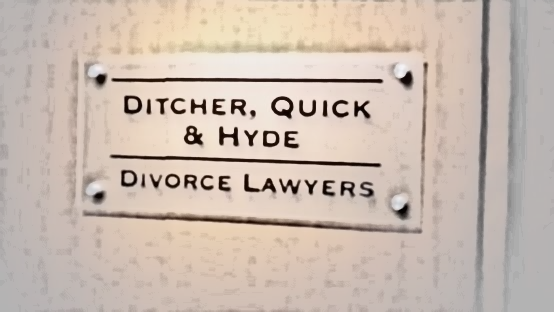 DITCHER, QUICK
& HYDE
DIVORCE LAWYERS